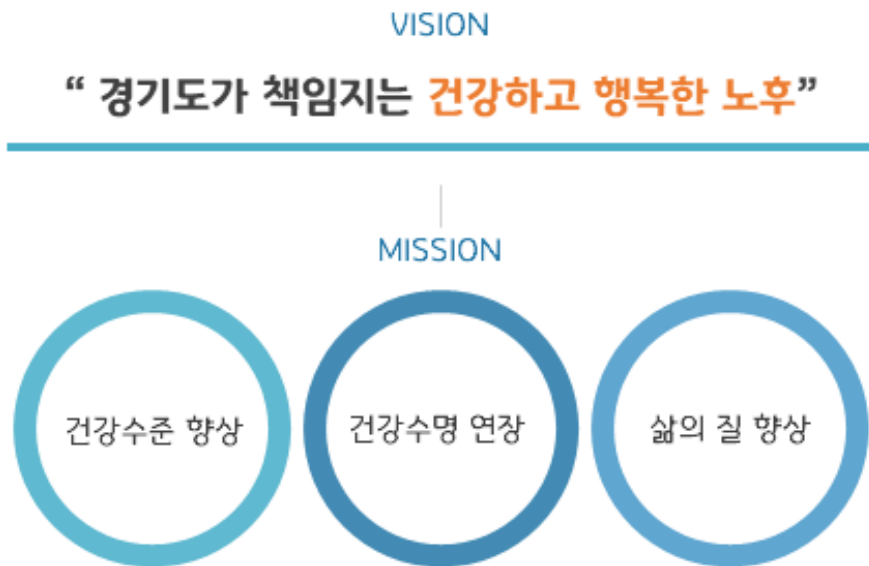 VISION
“ 경기도가 책임지는 건강하고 행복한 노후”
MISSION
건강수준 향상
건강수명 연장
삶의 질 향상